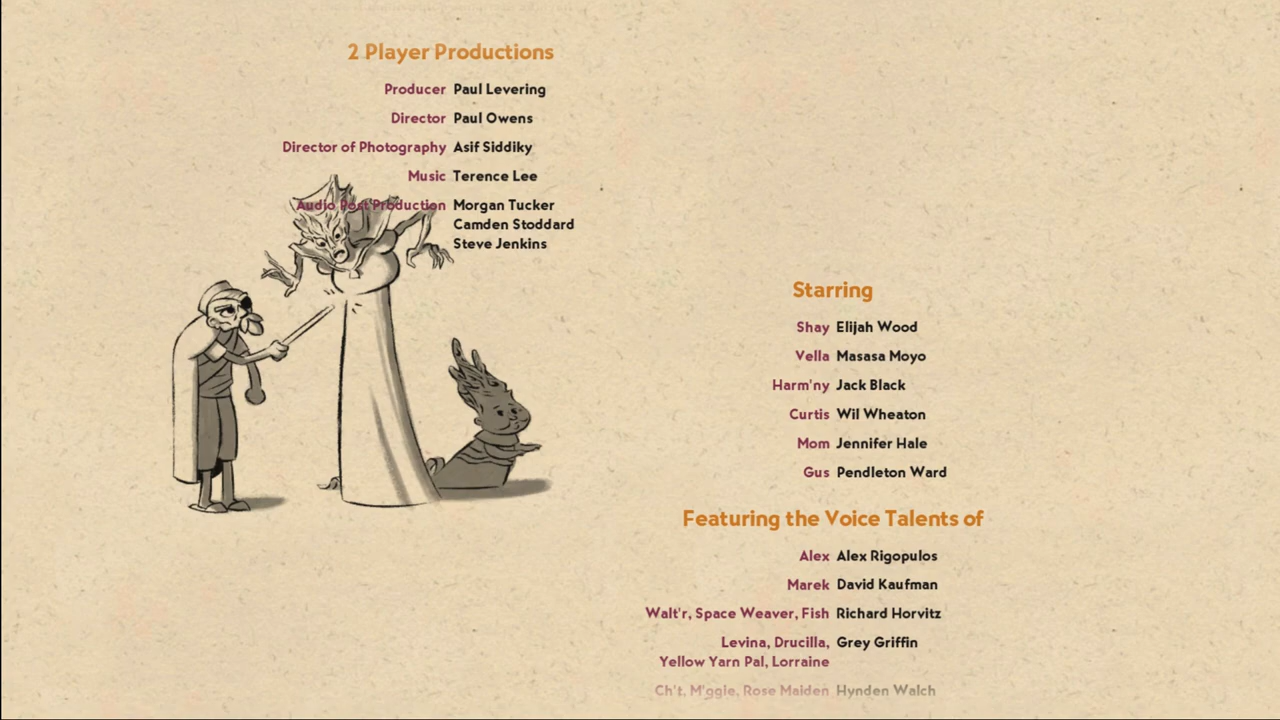 2 Player Productions
Producer Paul Levering
Director Paul Owens
Director of Photography Asif Siddiky
Music Terence Lee
Audio Post Production Morgan Tucker
Camden Stoddard
Steve Jenkins
Starring
Shay Elijah Wood
Vella Masasa Moyo
Harm'ny Jack Black
Curtis Wil Wheaton
Mom Jennifer Hale
Gus Pendleton Ward
Featuring the Voice Talents of
Alex Alex Rigopulos
Marek David Kaufman
Walt'r, Space Weaver, Fish Richard Horvitz
Levina, Drucilla, Grey Griffin
Yellow Yarn Pal, Lorraine
Ch't, M'ggie, Rose Maiden Hynden Walch